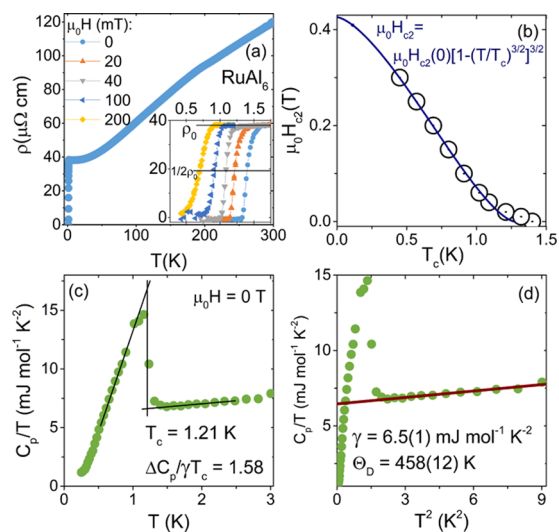 μ₀H (mT):
0
20
40
100
200
(a)
RuAl₆
0.5 1.0 1.5
40
20
0
ρ₀
1/2ρ₀
120
100
80
60
40
20
0
ρ(μΩ cm)
0 100 200 300
T(K)
(b)
μ₀Hc₂=
μ₀Hc₂(0)[1-(T/Tc)³/²]³/²
0.4
0.2
0.0
μ₀Hc₂(T)
0.0 0.5 1.0 1.5
Tc(K)
(c)
μ₀H = 0 T
15
10
5
0
Cp/T (mJ mol⁻¹ K⁻²)
Tc = 1.21 K
ΔCp/γTc = 1.58
0 1 2 3
T (K)
(d)
15
10
5
0
Cp/T (mJ mol⁻¹ K⁻²)
γ = 6.5(1) mJ mol⁻¹ K⁻²
ΘD = 458(12) K
0 3 6 9
T² (K²)